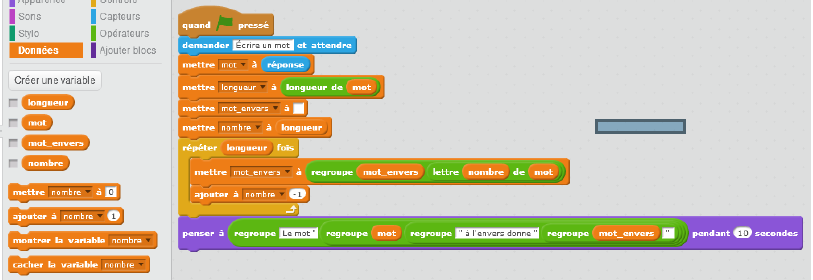 Apparence Contrôle
Sons Capteurs
Stylo Opérateurs
Données Ajouter blocs
Créer une variable
longueur
mot
mot_envers
nombre
mettre nombre à 0
ajouter à nombre 1
montrer la variable nombre
cacher la variable nombre
quand pressé
demander Écrire un mot et attendre
mettre mot à réponse
mettre longueur à longueur de mot
mettre mot_envers à
mettre nombre à longueur
répéter longueur fois
mettre mot_envers à regroupe mot_envers lettre nombre de mot
ajouter à nombre -1
penser à regroupe Le mot " regroupe mot regroupe " à l'envers donne " regroupe mot_envers " pendant 10 secondes